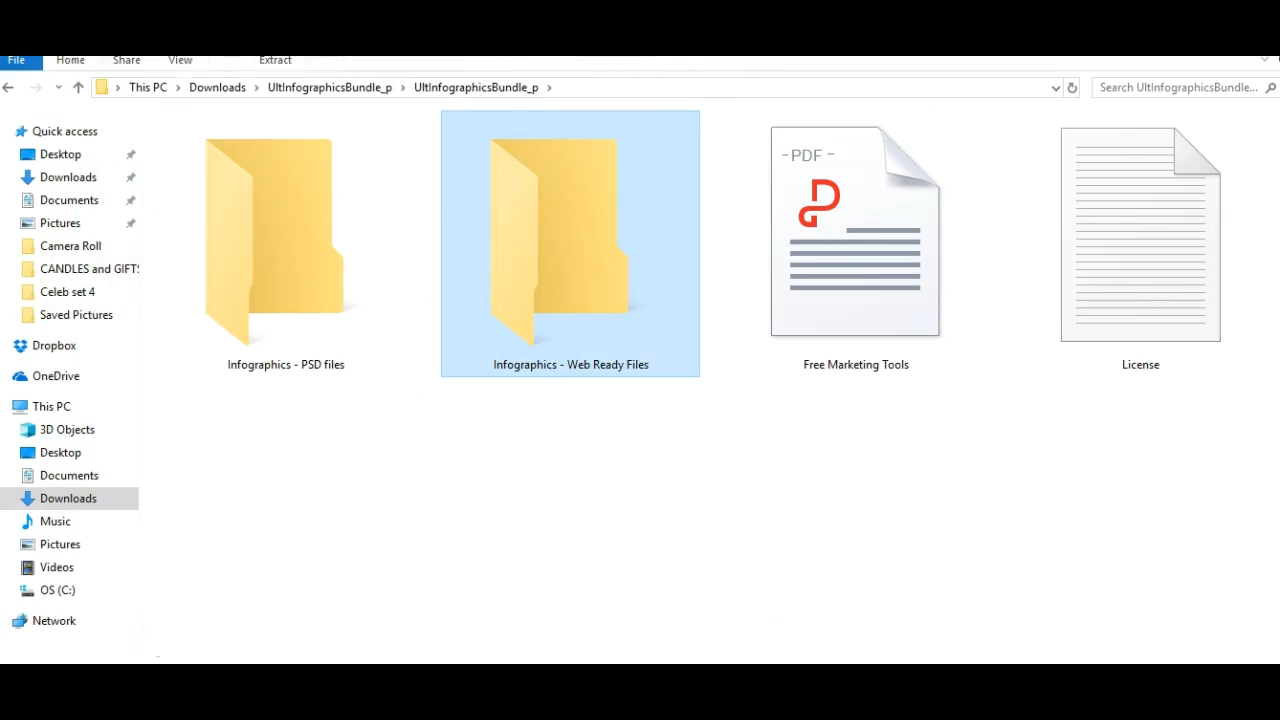 File Home Share View Extract
This PC Downloads UltInfographicsBundle_p UltInfographicsBundle_p
Search UltInfographicsBundle...
Quick access
Desktop
Downloads
Documents
Pictures
Camera Roll
CANDLES and GIFTS
Celeb set 4
Saved Pictures
Dropbox
OneDrive
This PC
3D Objects
Desktop
Documents
Downloads
Music
Pictures
Videos
OS (C:)
Network
- PDF -
Infographics - PSD files
Infographics - Web Ready Files
Free Marketing Tools
License